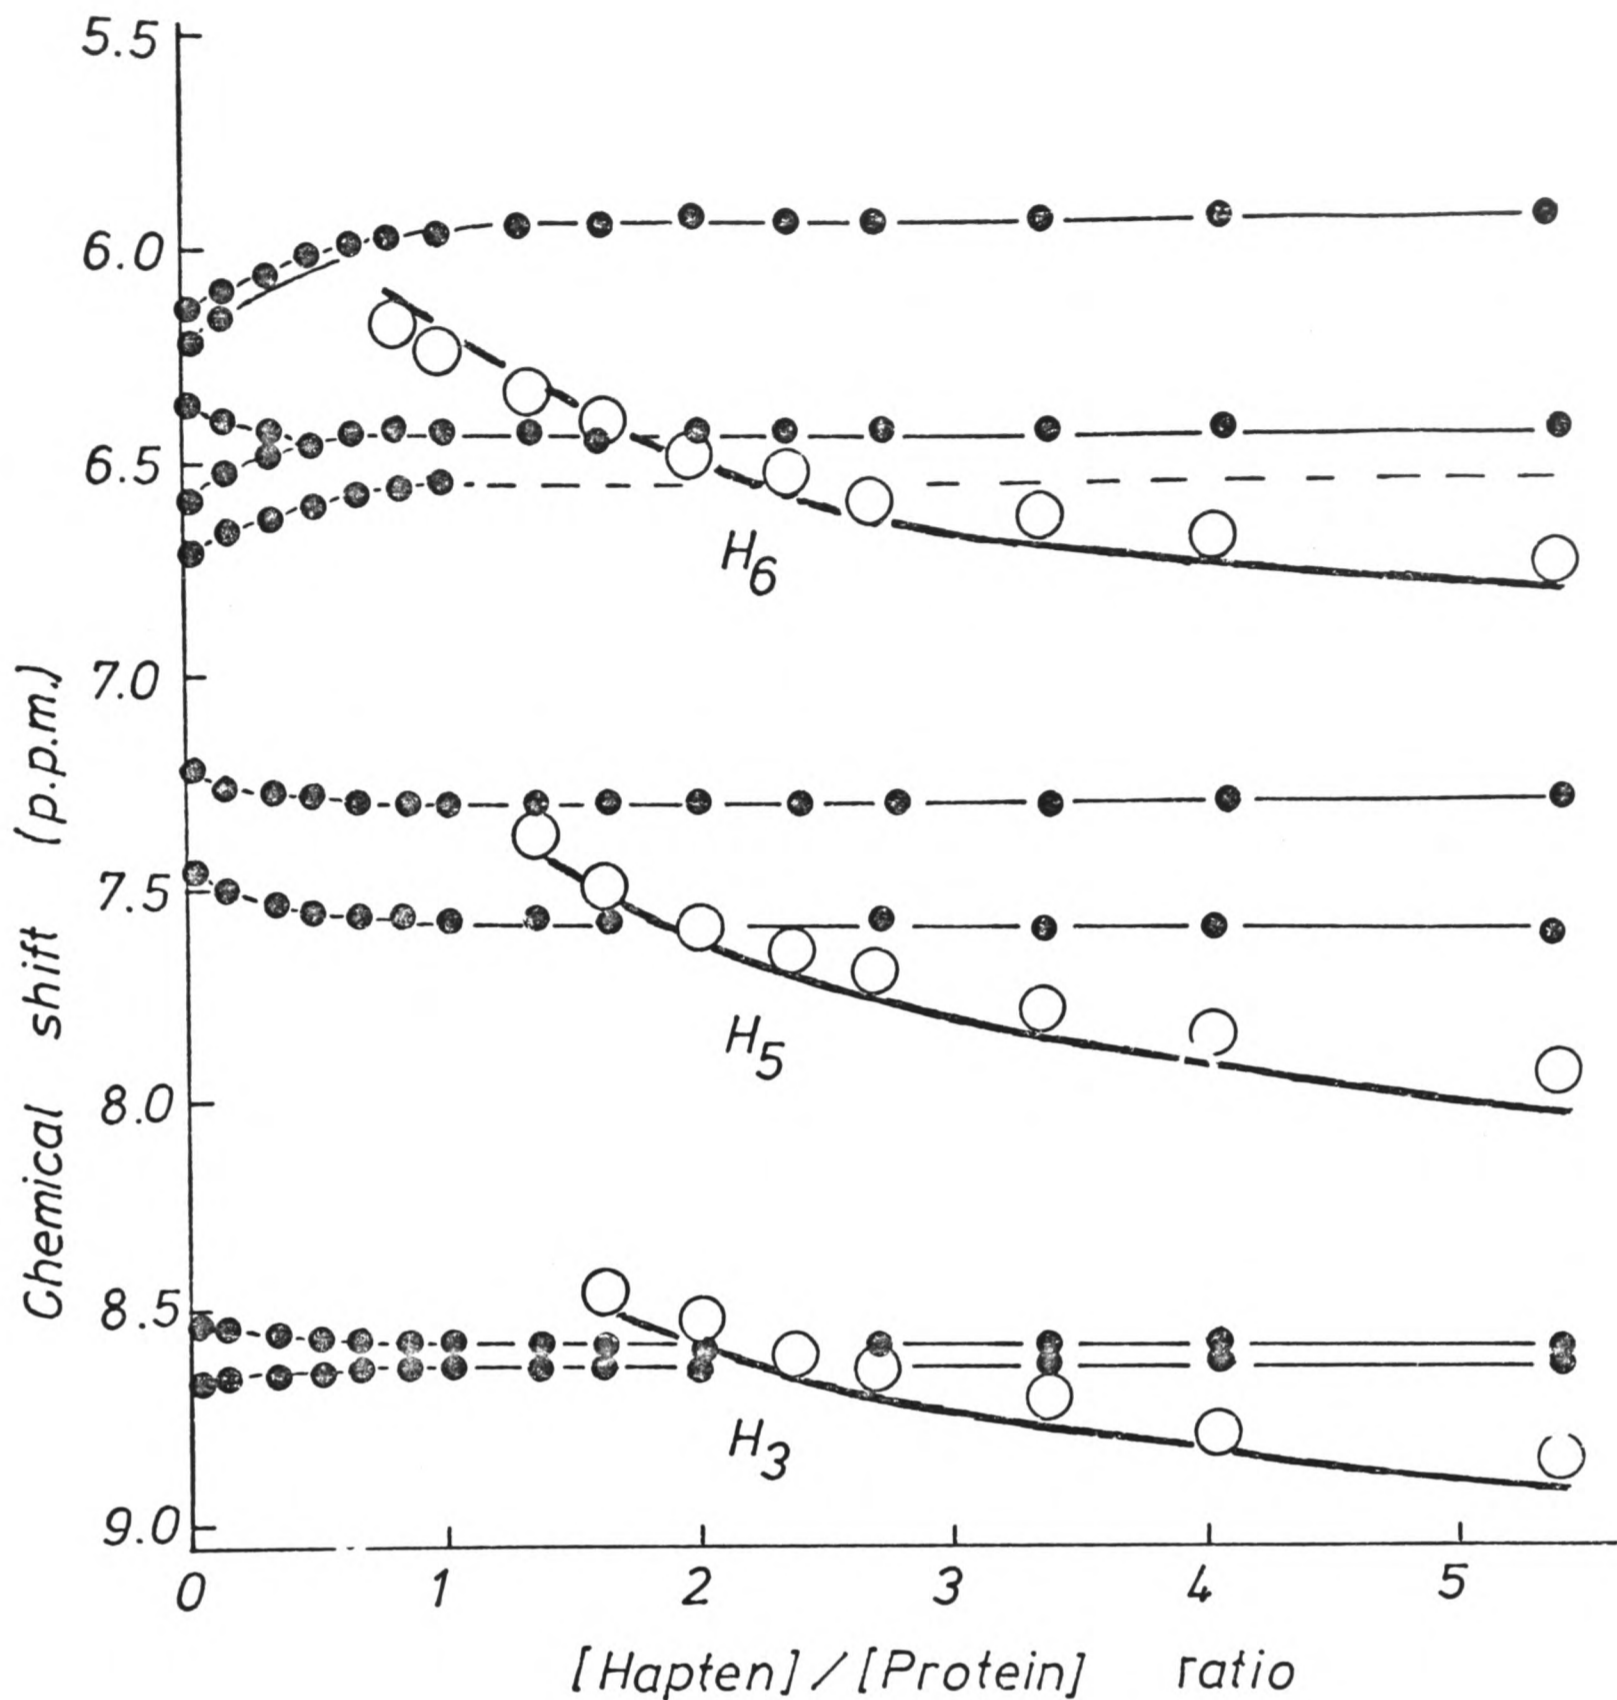 5.5
6.0
6.5
7.0
7.5
8.0
8.5
9.0
Chemical shift (p.p.m.)
H6
H5
H3
0 1 2 3 4 5
[Hapten]/[Protein] ratio